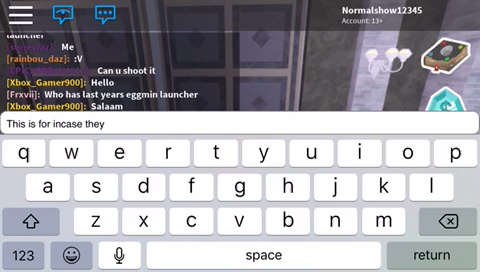 Normalshow12345
Account: 13+
launcher
Me
[rainbou_daz]: :V
Can u shoot it
[Xbox_Gamer900]: Hello
[Frxvii]: Who has last years eggmin launcher
[Xbox_Gamer900]: Salaam
This is for incase they
q w e r t y u i o p
a s d f g h j k l
z x c v b n m
123 space return